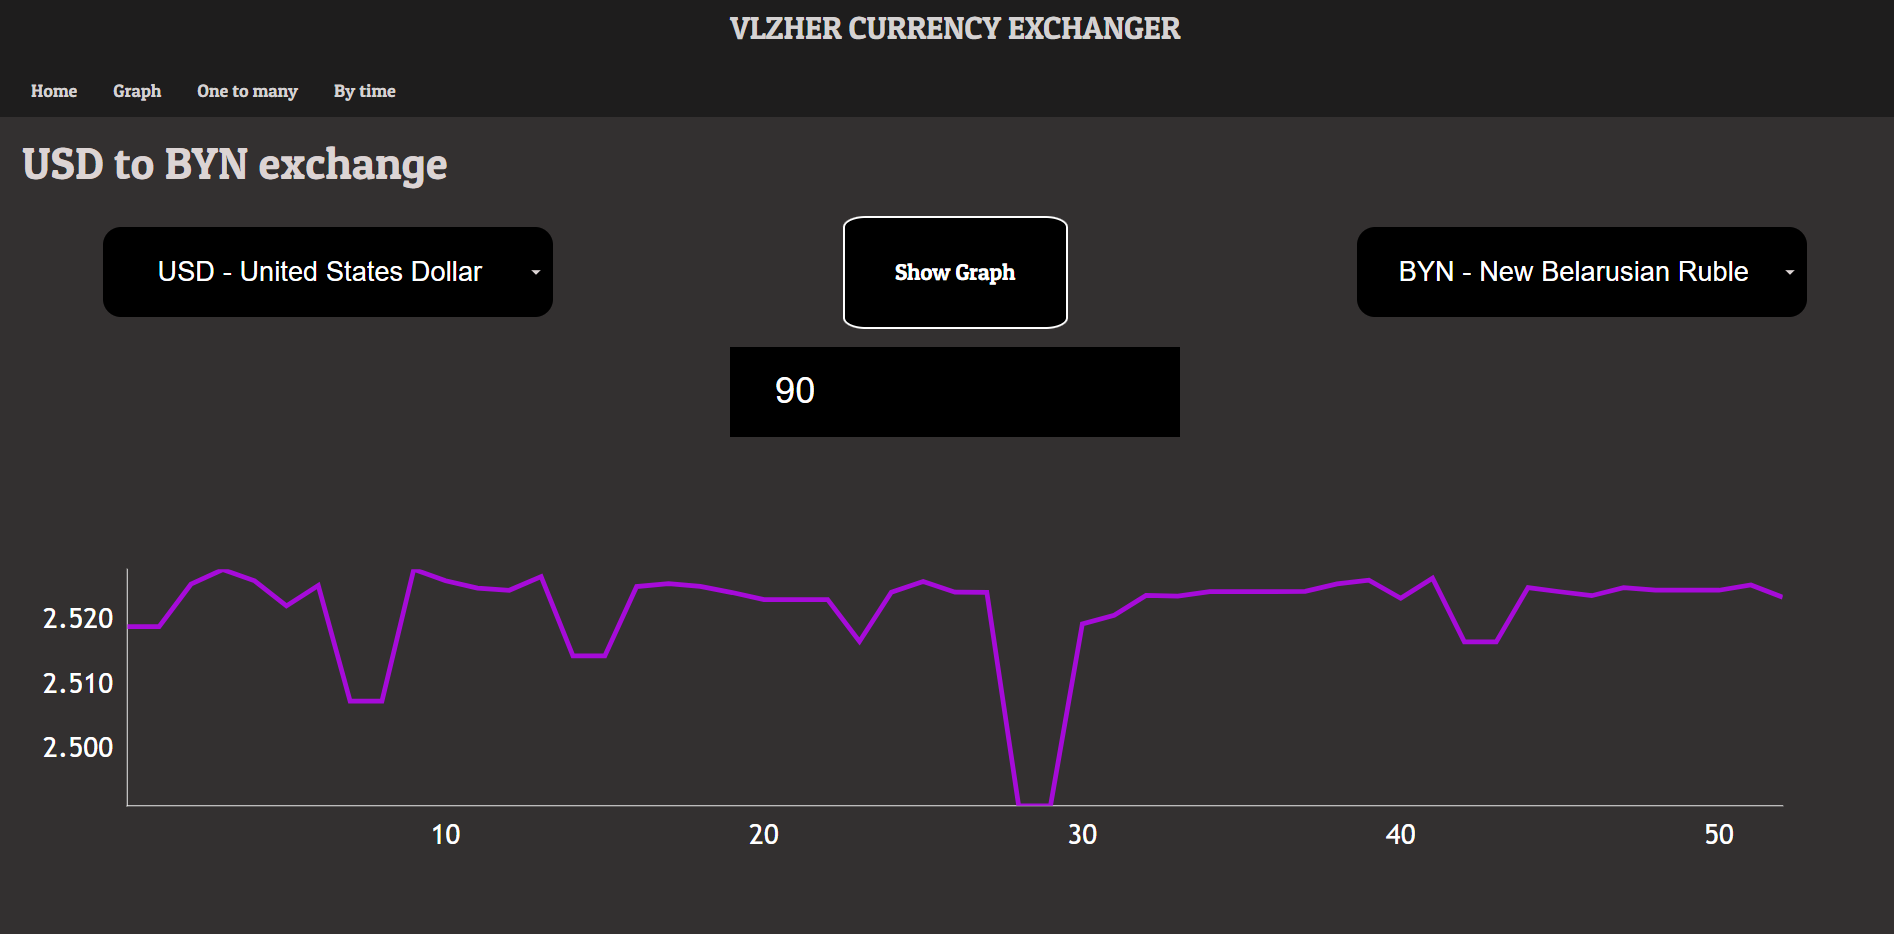 VLZHER CURRENCY EXCHANGER
Home Graph One to many By time
USD to BYN exchange
USD - United States Dollar
Show Graph
BYN - New Belarusian Ruble
90
2.520
2.510
2.500
10 20 30 40 50